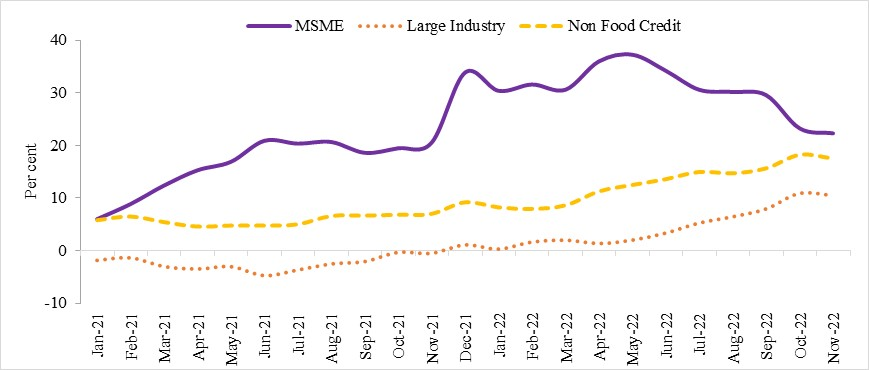 MSME Large Industry Non Food Credit
40
30
20
10
0
-10
Per cent
Jan-21
Feb-21
Mar-21
Apr-21
May-21
Jun-21
Jul-21
Aug-21
Sep-21
Oct-21
Nov-21
Dec-21
Jan-22
Feb-22
Mar-22
Apr-22
May-22
Jun-22
Jul-22
Aug-22
Sep-22
Oct-22
Nov-22